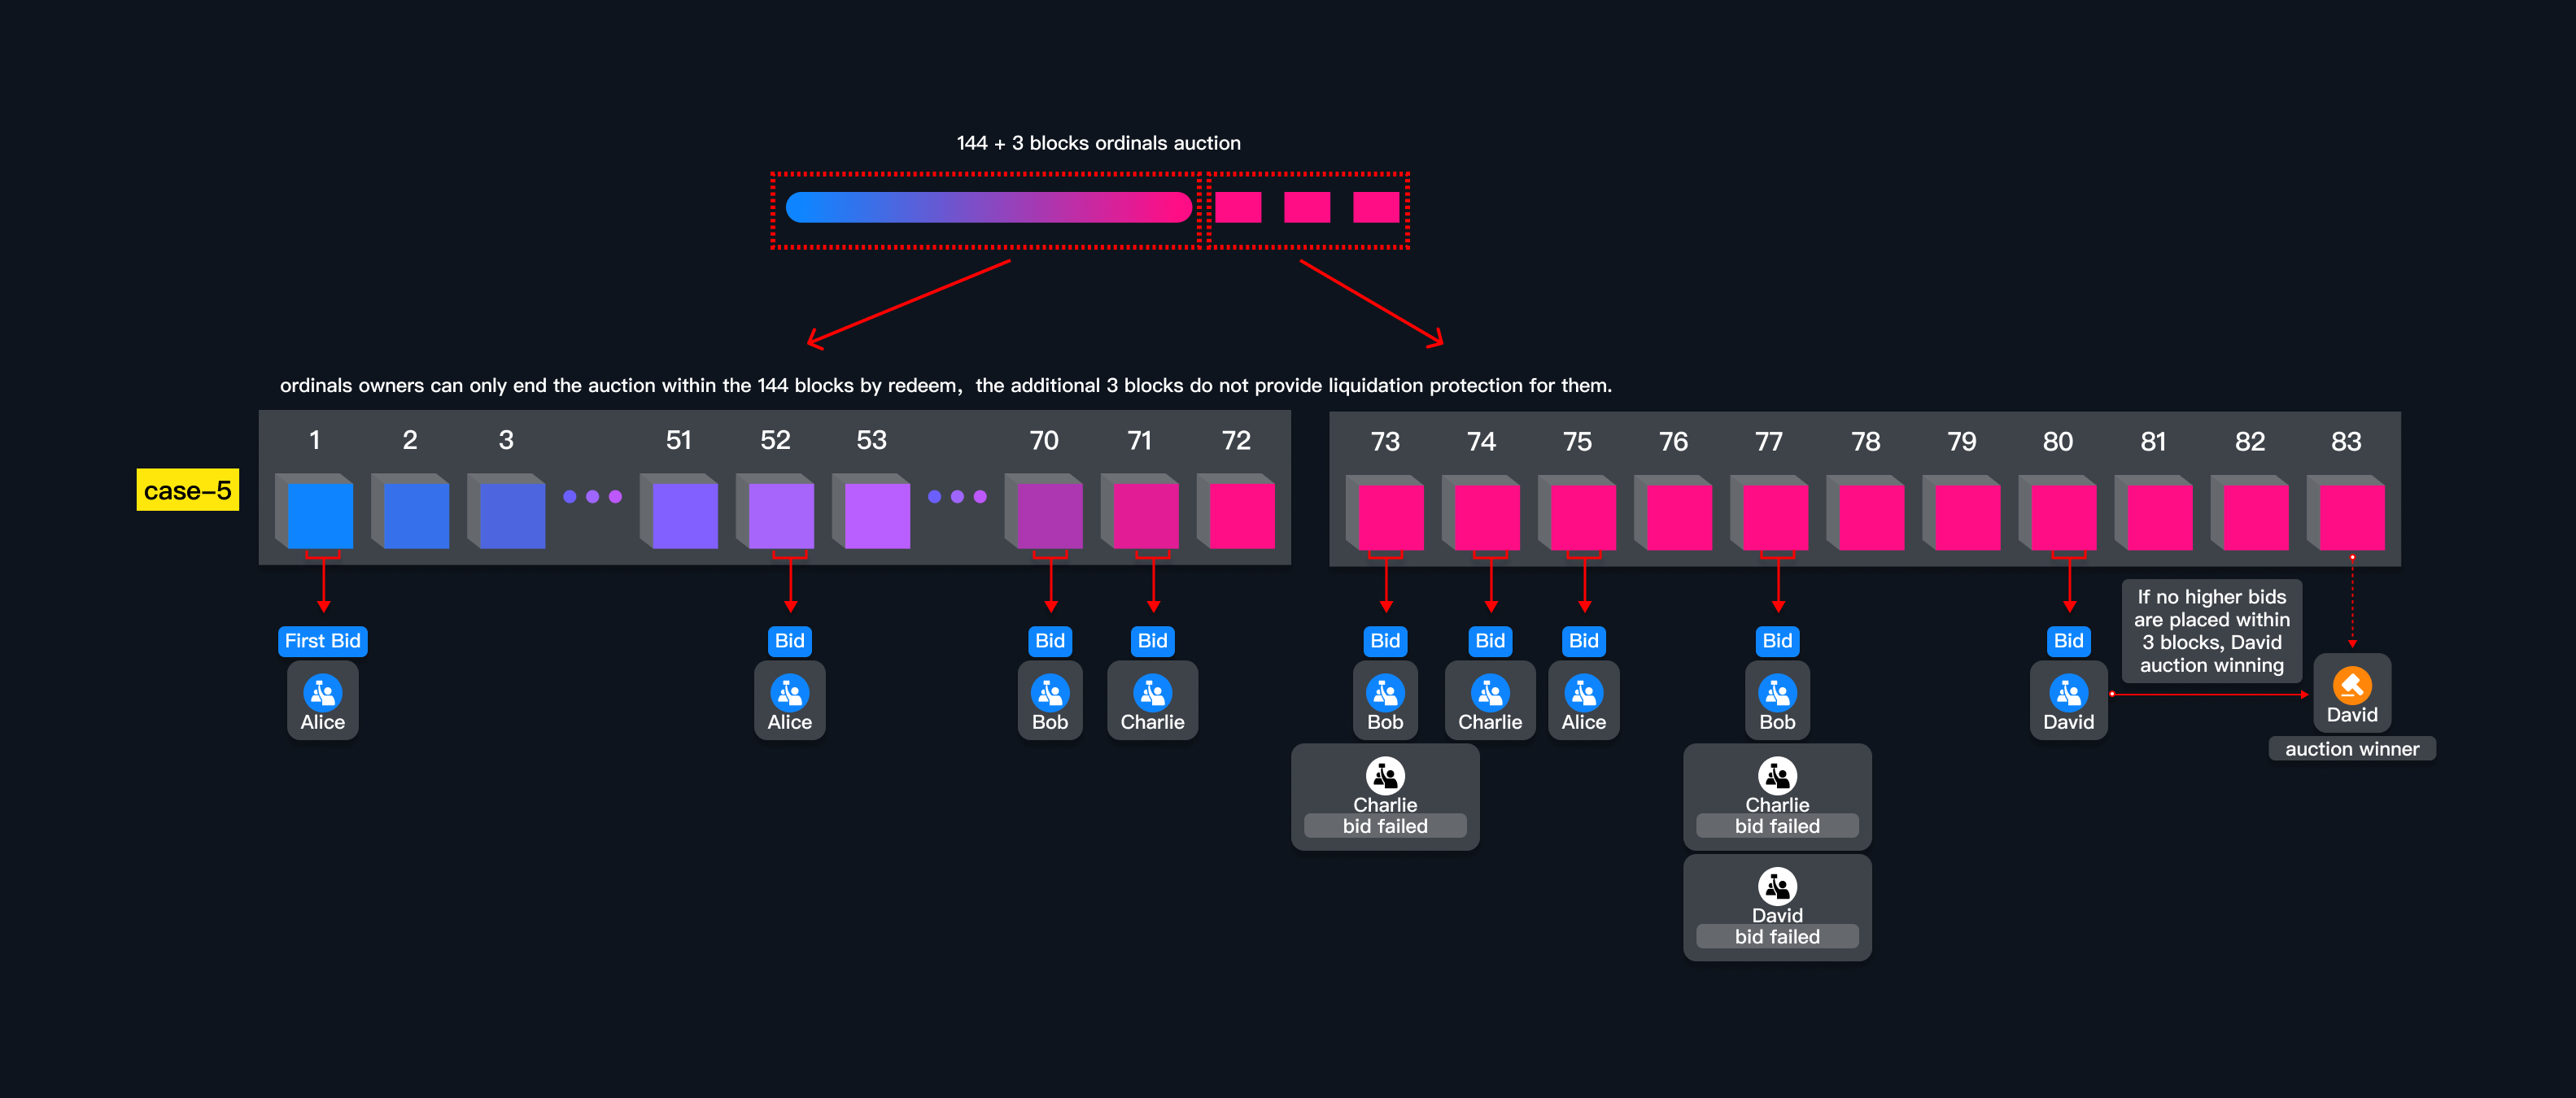 144 + 3 blocks ordinals auction
ordinals owners can only end the auction within the 144 blocks by redeem,  the additional 3 blocks do not provide liquidation protection for them.
case-5
1 2 3 51 52 53 70 71 72
73 74 75 76 77 78 79 80 81 82 83
First Bid
Alice
Bid
Alice
Bid
Bob
Bid
Charlie
Bid
Bob
Charlie
bid failed
Bid
Charlie
Bid
Alice
Bid
Bob
Charlie
bid failed
David
bid failed
Bid
David
If no higher bids
are placed within
3 blocks, David
auction winning
David
auction winner